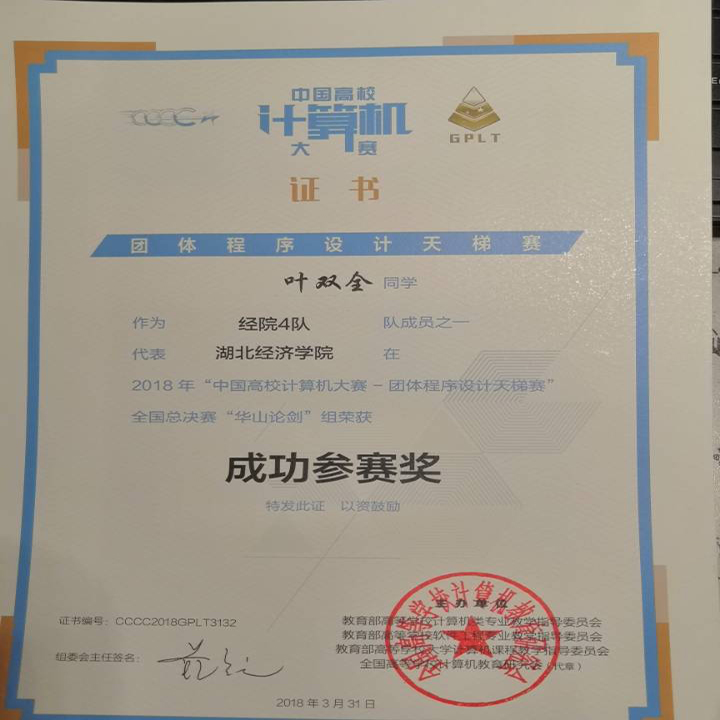 中国高校
计算机
大赛
GPLT
证书
团体程序设计天梯赛
叶双全 同学
作为 经院4队 队成员之一
代表 湖北经济学院 在
2018 年“中国高校计算机大赛 - 团体程序设计天梯赛”
全国总决赛“华山论剑”组荣获
成功参赛奖
特发此证 以资鼓励
主办单位
证书编号: CCCC2018GPLT3132
教育部高等学校计算机类专业教学指导委员会
教育部高等学校软件工程专业教学指导委员会
教育部高等学校大学计算机课程教学指导委员会
组委会主任签名:
全国高等学校计算机教育研究会(代章)
2018 年 3 月 31 日